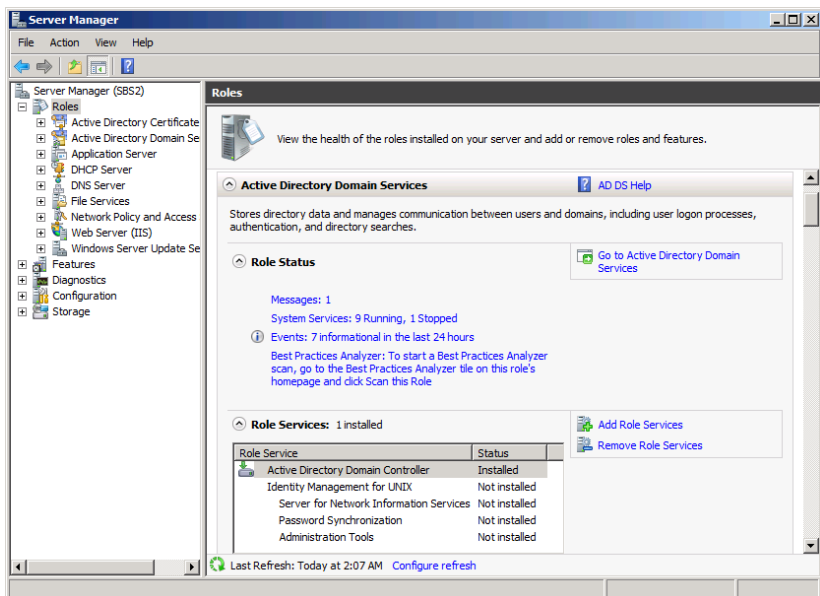 Server Manager
File Action View Help
Server Manager (SBS2)
Roles
Active Directory Certificate
Active Directory Domain Se
Application Server
DHCP Server
DNS Server
File Services
Network Policy and Access
Web Server (IIS)
Windows Server Update Se
Features
Diagnostics
Configuration
Storage
Roles
View the health of the roles installed on your server and add or remove roles and features.
Active Directory Domain Services
AD DS Help
Stores directory data and manages communication between users and domains, including user logon processes,
authentication, and directory searches.
Role Status
Go to Active Directory Domain
Services
Messages: 1
System Services: 9 Running, 1 Stopped
Events: 7 informational in the last 24 hours
Best Practices Analyzer: To start a Best Practices Analyzer
scan, go to the Best Practices Analyzer tile on this role's
homepage and click Scan this Role
Role Services: 1 installed
Add Role Services
Remove Role Services
Role Service Status
Active Directory Domain Controller Installed
Identity Management for UNIX Not installed
Server for Network Information Services Not installed
Password Synchronization Not installed
Administration Tools Not installed
Last Refresh: Today at 2:07 AM Configure refresh